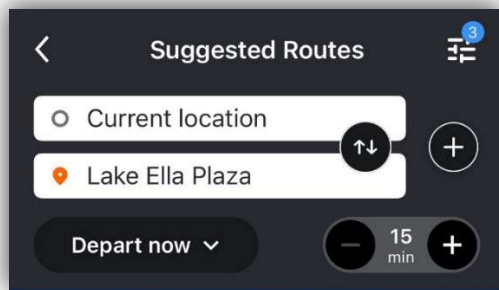 Suggested Routes
3
Current location
Lake Ella Plaza
Depart now
15
min